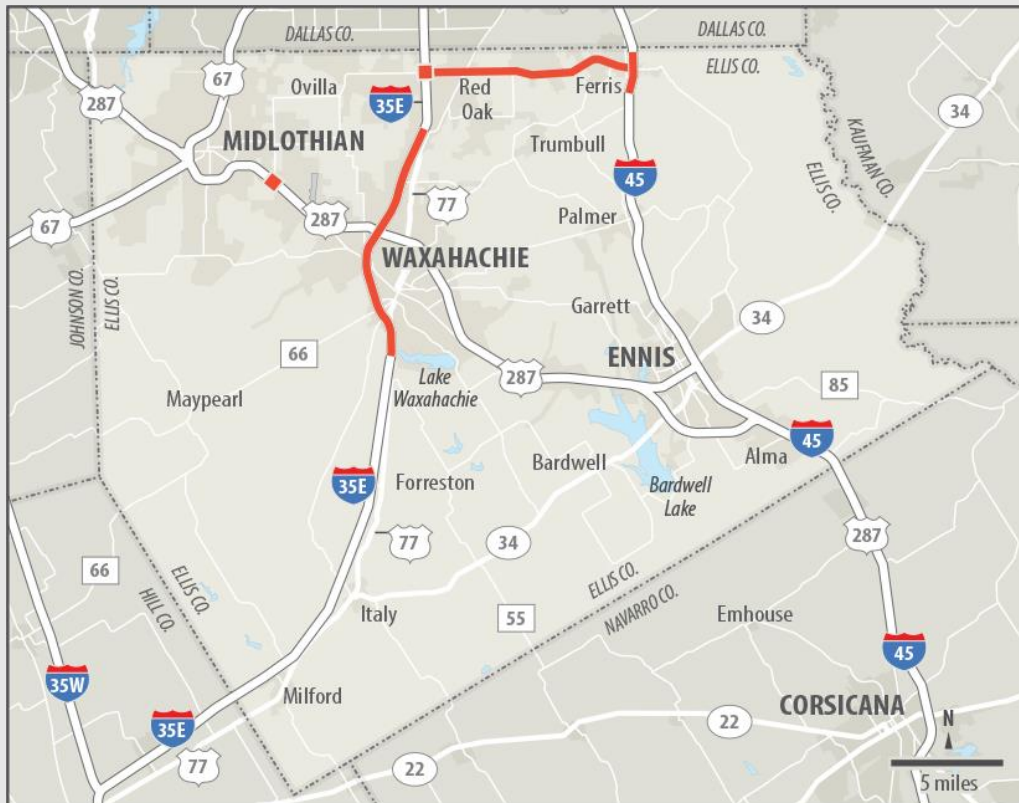 DALLAS CO.
DALLAS CO.
ELLIS CO.
67
287
Ovilla
35E
Red
Oak
Ferris
34
KAUFMAN CO.
ELLIS CO.
MIDLOTHIAN
Trumbull
45
67
287
77
Palmer
WAXAHACHIE
JOHNSON CO.
ELLIS CO.
Garrett
34
66
ENNIS
Lake
Waxahachie
287
85
Maypearl
45
Alma
Bardwell
35E
Forreston
Bardwell
Lake
77
34
287
66
ELLIS CO.
HILL CO.
ELLIS CO.
NAVARRO CO.
Italy
55
Emhouse
45
35W
Milford
35E
CORSICANA
22
N
77
22
5 miles